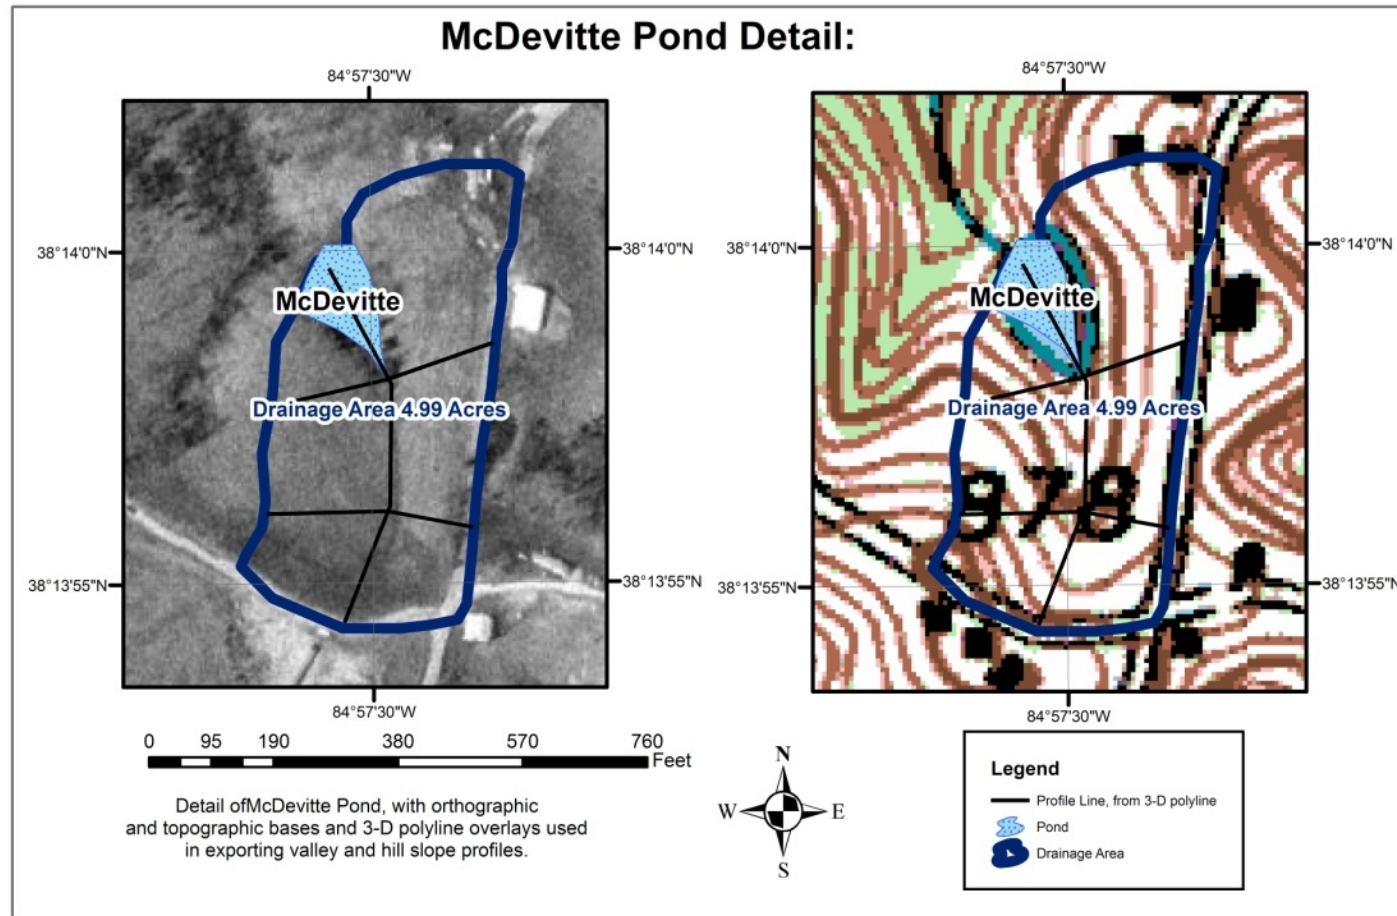 McDevitte Pond Detail:
84°57'30"W
38°14'0"N
38°14'0"N
McDevitte
Drainage Area 4.99 Acres
38°13'55"N
38°13'55"N
84°57'30"W
84°57'30"W
38°14'0"N
38°14'0"N
McDevitte
Drainage Area 4.99 Acres
978
38°13'55"N
38°13'55"N
84°57'30"W
0 95 190 380 570 760
Feet
Detail ofMcDevitte Pond, with orthographic
and topographic bases and 3-D polyline overlays used
in exporting valley and hill slope profiles.
N
W E
S
Legend
Profile Line, from 3-D polyline
Pond
Drainage Area